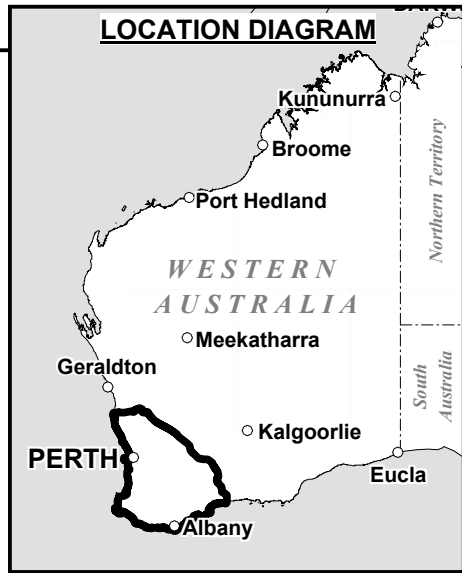 LOCATION DIAGRAM
Kununurra
Broome
Port Hedland
Northern Territory
WESTERN
AUSTRALIA
Meekatharra
Geraldton
South
Australia
Kalgoorlie
PERTH
Eucla
Albany